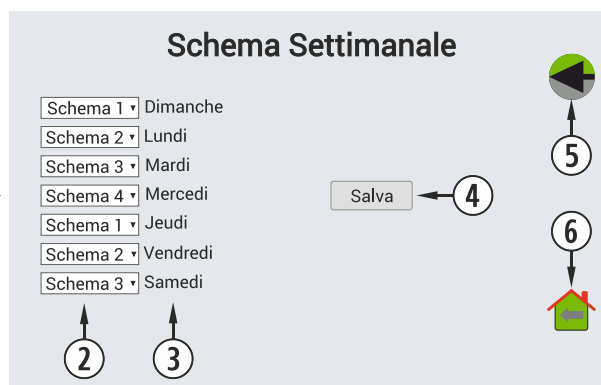 Schema Settimanale
Schema 1 Dimanche
Schema 2 Lundi
Schema 3 Mardi
Schema 4 Mercedi
Schema 1 Jeudi
Schema 2 Vendredi
Schema 3 Samedi
Salva
4
5
6
2
3